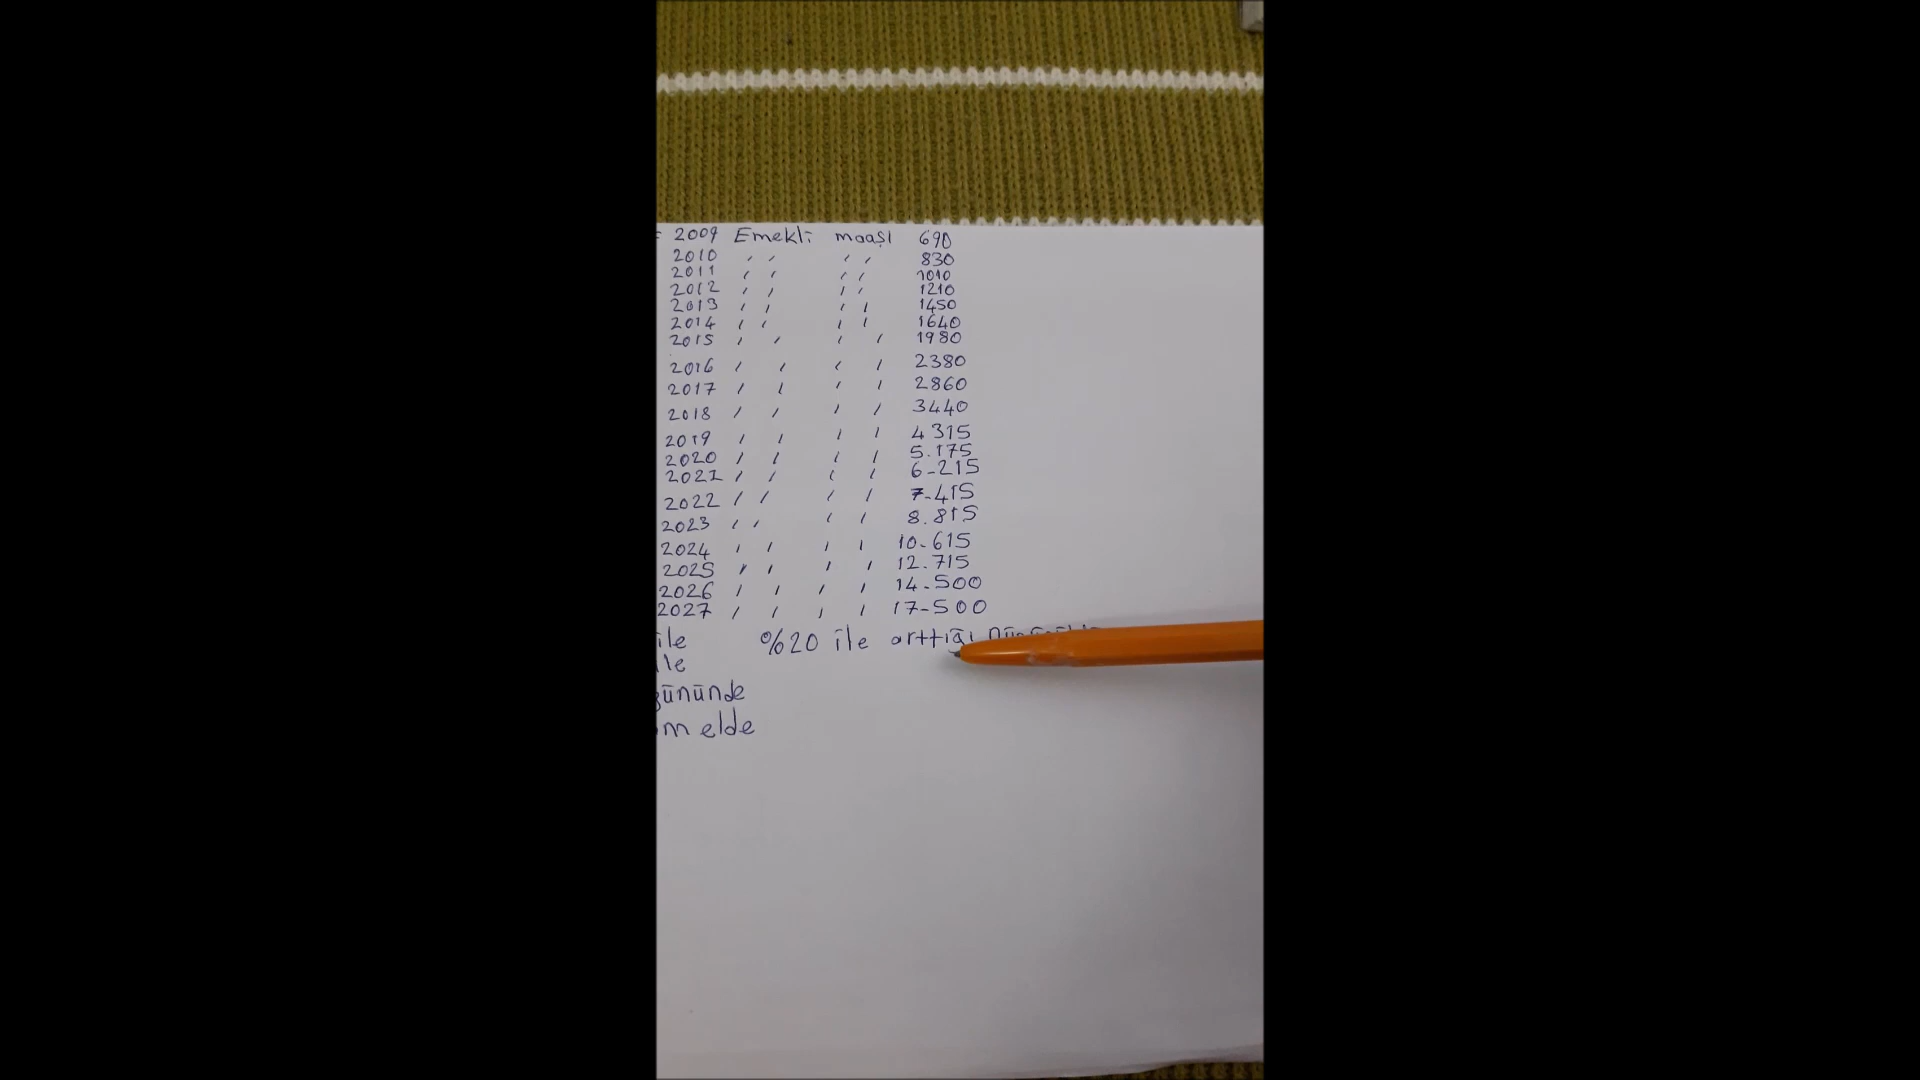 2009 Emekli maaşı 690
2010 〃 〃 830
2011 〃 〃 1010
2012 〃 〃 1210
2013 〃 〃 1450
2014 〃 〃 1640
2015 〃 〃 1980
2016 〃 〃 2380
2017 〃 〃 2860
2018 〃 〃 3440
2019 〃 〃 4315
2020 〃 〃 5.175
2021 〃 〃 6-215
2022 〃 〃 7-415
2023 〃 〃 8.815
2024 〃 〃 10-615
2025 〃 〃 12.715
2026 〃 〃 14-500
2027 〃 〃 17-500
ile %20 ile arttığı
le
gününde
m elde